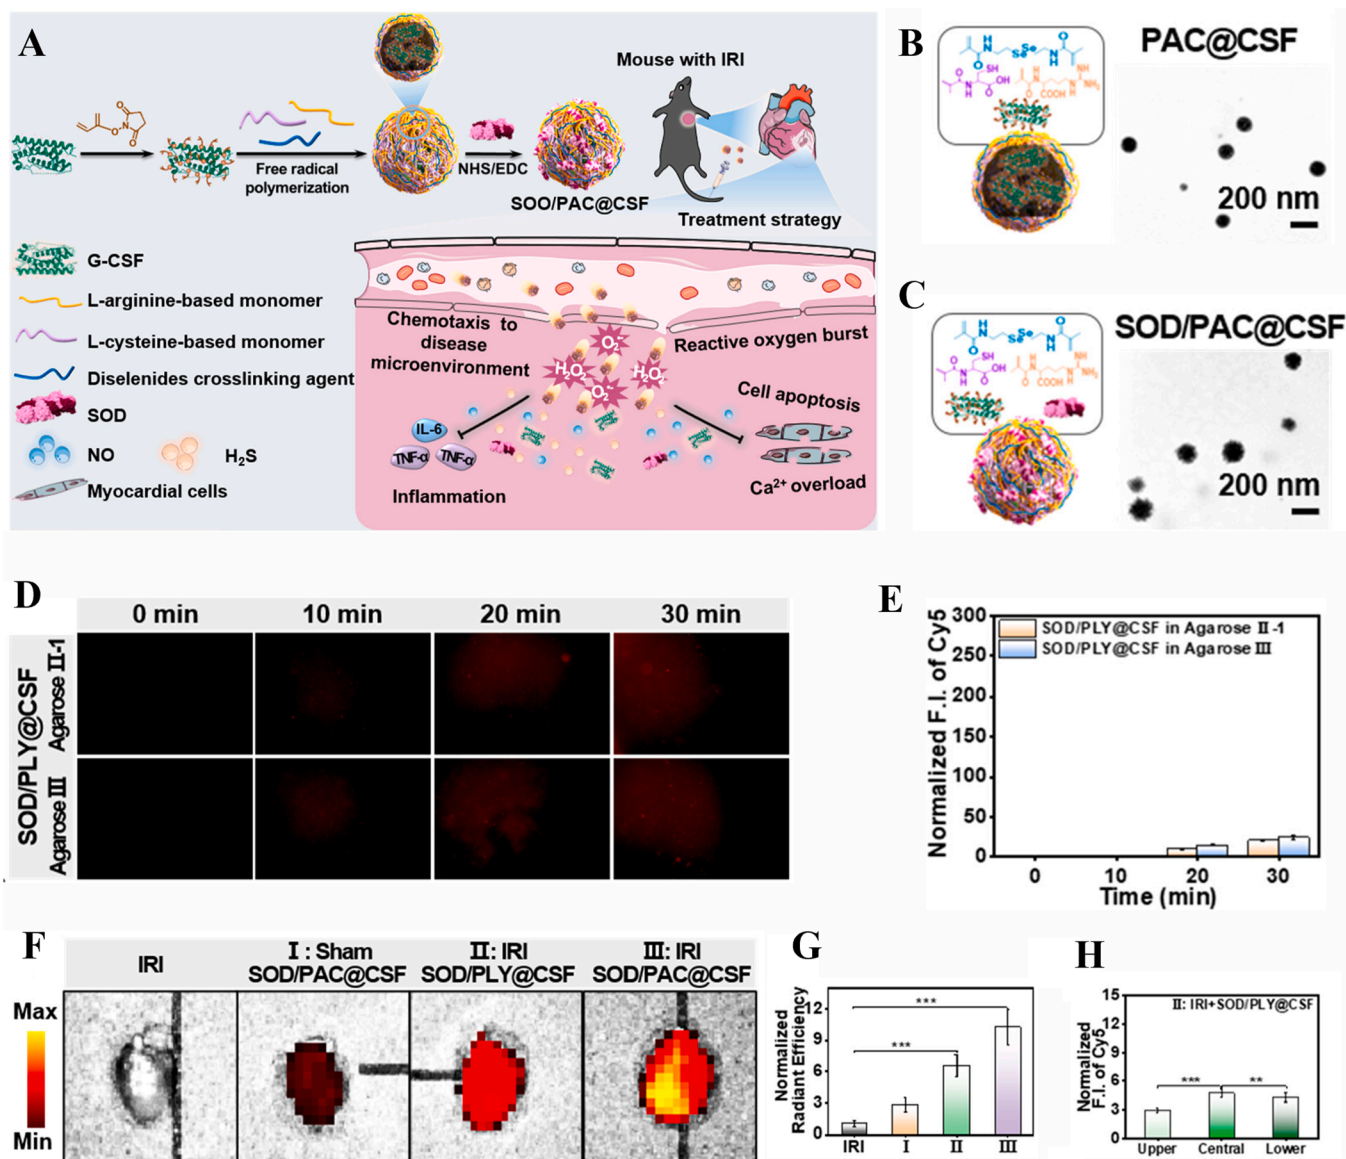 A
Mouse with IRI
Free radical
polymerization
NHS/EDC
SOO/PAC@CSF
Treatment strategy
G-CSF
L-arginine-based monomer
L-cysteine-based monomer
Diselenides crosslinking agent
SOD
NO
H₂S
Myocardial cells
Chemotaxis to
disease
microenvironment
Reactive oxygen burst
O₂•⁻
H₂O₂
H₂O₂
O₂•⁻
Cell apoptosis
IL-6
TNF-α
TNF-α
Inflammation
Ca²⁺ overload
B
PAC@CSF
200 nm
C
SOD/PAC@CSF
200 nm
D
0 min
10 min
20 min
30 min
SOD/PLY@CSF
Agarose II-1
Agarose III
E
SOD/PLY@CSF in Agarose II-1
SOD/PLY@CSF in Agarose III
Normalized F.I. of Cy5
300
250
200
150
100
50
0
0
10
20
30
Time (min)
F
IRI
I : Sham
SOD/PAC@CSF
II: IRI
SOD/PLY@CSF
III: IRI
SOD/PAC@CSF
Max
Min
G
Normalized
Radiant Efficiency
12
9
6
3
0
***
***
IRI
I
II
III
H
II: IRI+SOD/PLY@CSF
Normalized
F.I. of Cy5
15
12
9
6
3
0
***
**
Upper
Central
Lower